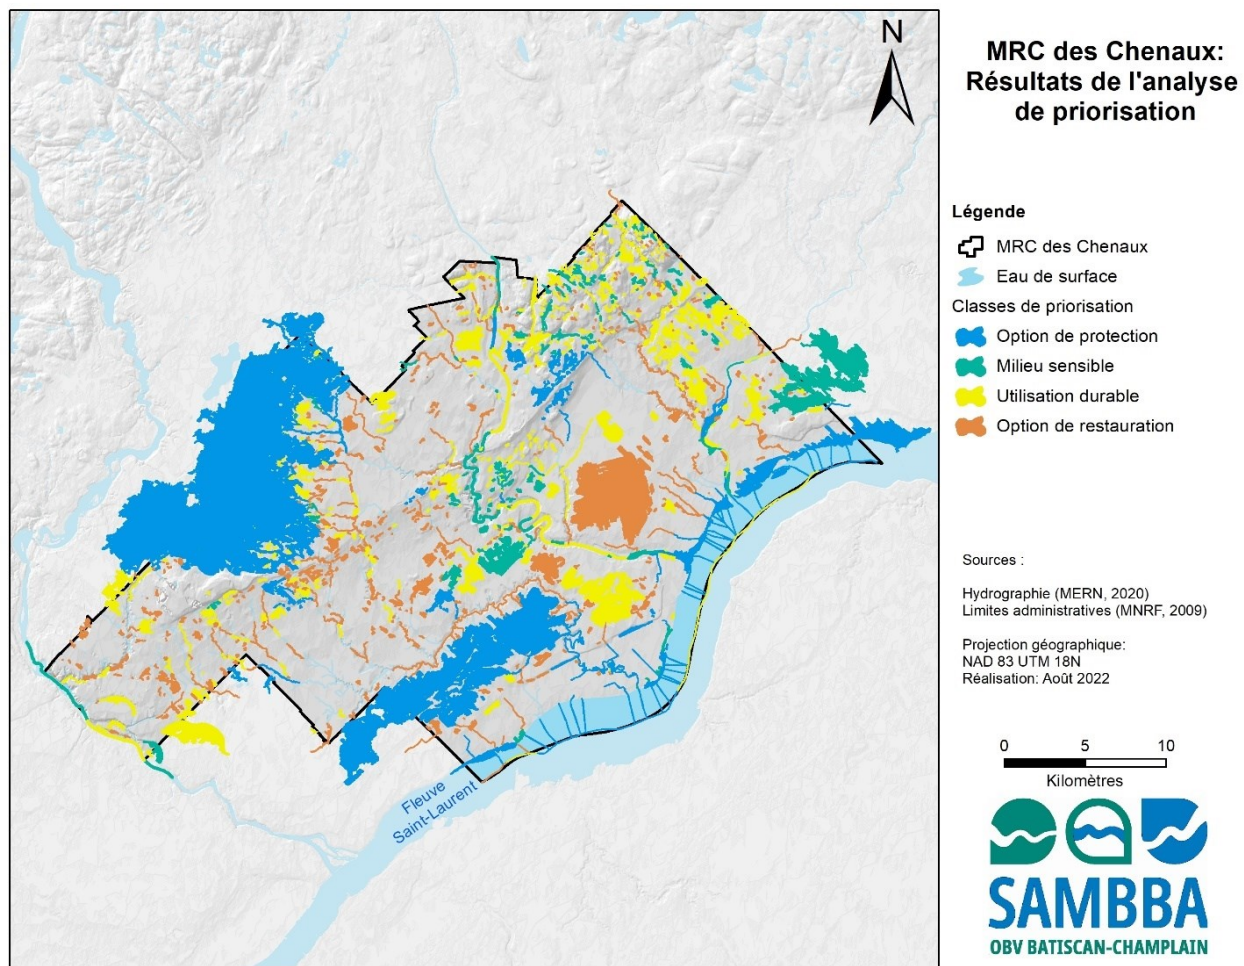 N
Fleuve
Saint-Laurent
MRC des Chenaux:
Résultats de l'analyse
de priorisation
Légende
MRC des Chenaux
Eau de surface
Classes de priorisation
Option de protection
Milieu sensible
Utilisation durable
Option de restauration
Sources :
Hydrographie (MERN, 2020)
Limites administratives (MNRF, 2009)
Projection géographique:
NAD 83 UTM 18N
Réalisation: Août 2022
0 5 10
Kilomètres
SAMBBA
OBV BATISCAN-CHAMPLAIN